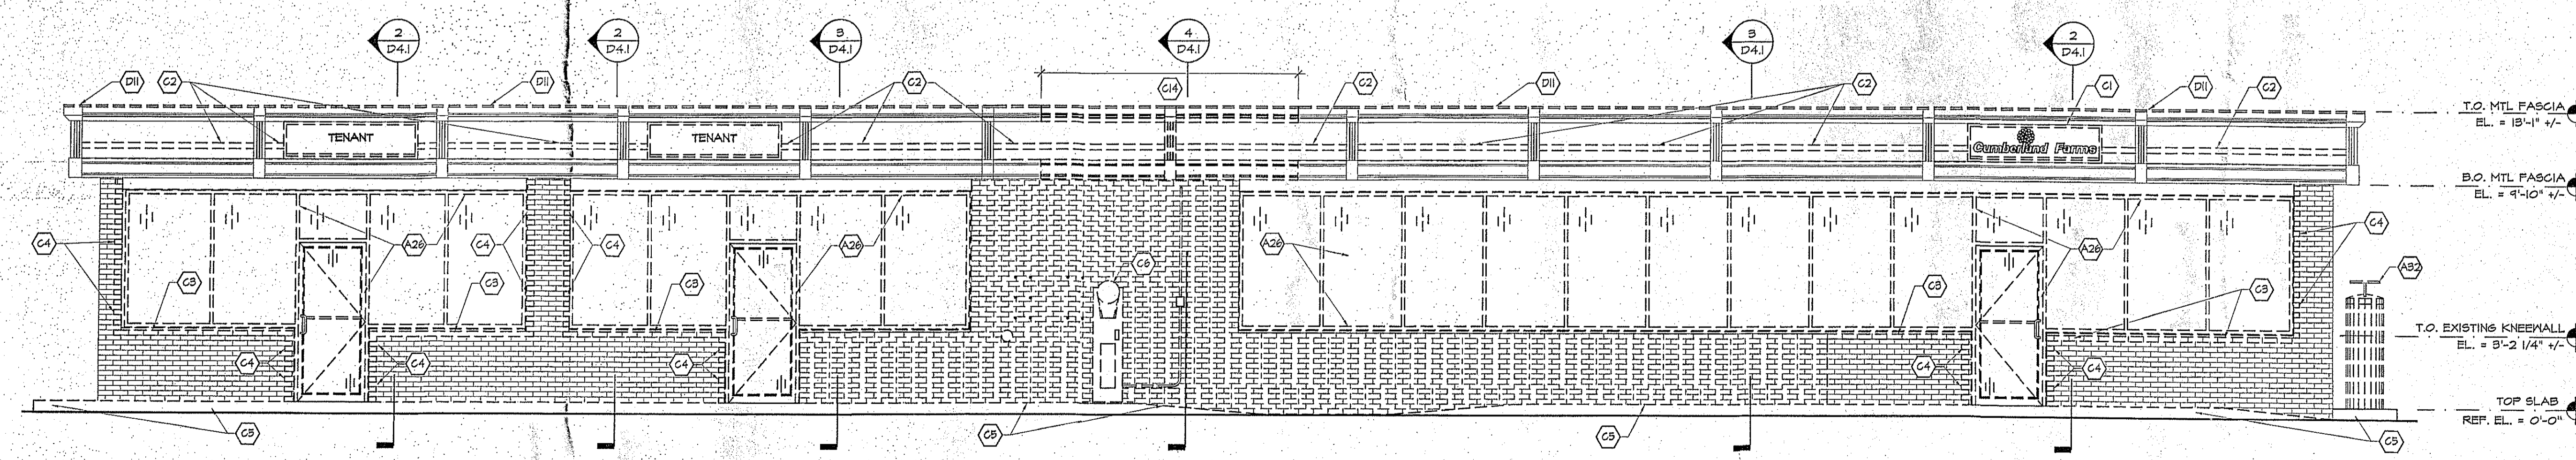 2
D4.1
2
D4.1
3
D4.1
4
D4.1
3
D4.1
2
D4.1
D11
C2
D11
C2
C14
C2
D11
C2
C1
D11
C2
T.O. MTL FASCIA
EL. = 13'-1" +/-
TENANT
TENANT
Cumberland Farms
B.O. MTL FASCIA
EL. = 9'-10" +/-
C4
A26
C4
C4
A26
A26
A26
C4
C6
A32
C3
C3
C3
C3
C3
T.O. EXISTING KNEEWALL
EL. = 3'-2 1/4" +/-
C4
C4
C4
C4
C4
TOP SLAB
REF. EL. = 0'-0"
C5
C5
C5
C5